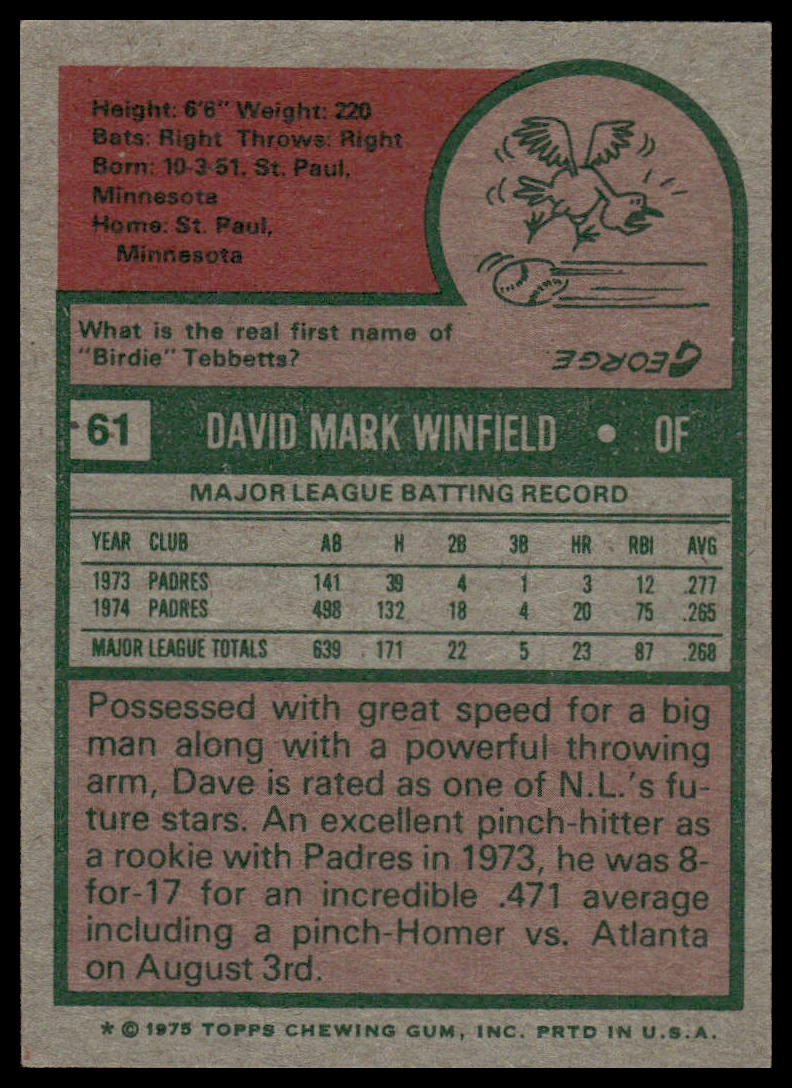 Height: 6'6" Weight: 220
Bats: Right Throws: Right
Born: 10-3-51, St. Paul,
Minnesota
Home: St. Paul,
Minnesota
What is the real first name of
"Birdie" Tebbetts?
GEORGE.
61 DAVID MARK WINFIELD • OF
MAJOR LEAGUE BATTING RECORD
YEAR CLUB AB H 2B 3B HR RBI AVG
1973 PADRES 141 39 4 1 3 12 .277
1974 PADRES 498 132 18 4 20 75 .265
MAJOR LEAGUE TOTALS 639 171 22 5 23 87 .268
Possessed with great speed for a big
man along with a powerful throwing
arm, Dave is rated as one of N.L.'s fu-
ture stars. An excellent pinch-hitter as
a rookie with Padres in 1973, he was 8-
for-17 for an incredible .471 average
including a pinch-Homer vs. Atlanta
on August 3rd.
* © 1975 TOPPS CHEWING GUM, INC. PRTD IN U.S.A.